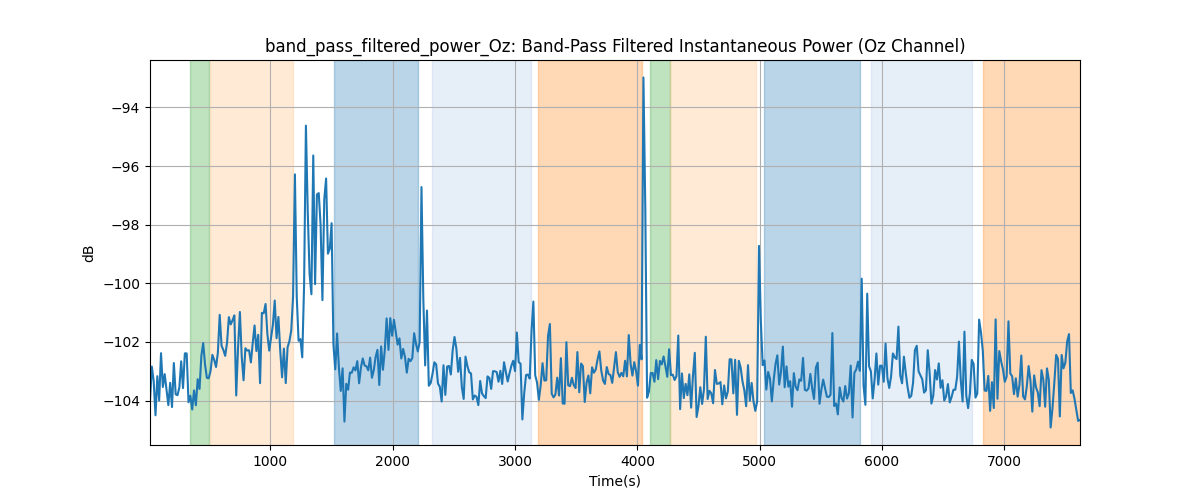 band_pass_filtered_power_Oz: Band-Pass Filtered Instantaneous Power (Oz Channel)
dB
−94
−96
−98
−100
−102
−104
1000 2000 3000 4000 5000 6000 7000
Time(s)